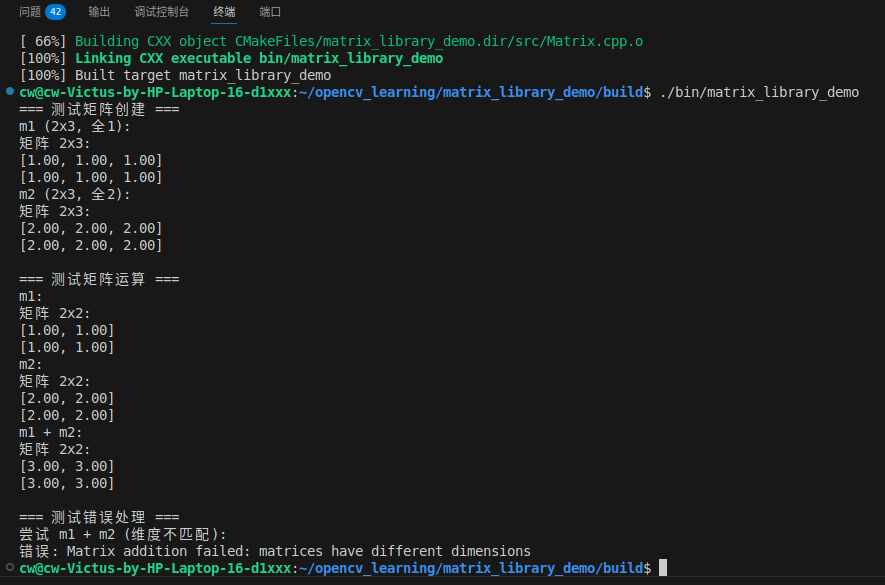 问题 42 输出 调试控制台 终端 端口
[ 66%] Building CXX object CMakeFiles/matrix_library_demo.dir/src/Matrix.cpp.o
[100%] Linking CXX executable bin/matrix_library_demo
[100%] Built target matrix_library_demo
cw@cw-Victus-by-HP-Laptop-16-d1xxx:~/opencv_learning/matrix_library_demo/build$ ./bin/matrix_library_demo
=== 测试矩阵创建 ===
m1 (2x3, 全1):
矩阵 2x3:
[1.00, 1.00, 1.00]
[1.00, 1.00, 1.00]
m2 (2x3, 全2):
矩阵 2x3:
[2.00, 2.00, 2.00]
[2.00, 2.00, 2.00]
=== 测试矩阵运算 ===
m1:
矩阵 2x2:
[1.00, 1.00]
[1.00, 1.00]
m2:
矩阵 2x2:
[2.00, 2.00]
[2.00, 2.00]
m1 + m2:
矩阵 2x2:
[3.00, 3.00]
[3.00, 3.00]
=== 测试错误处理 ===
尝试 m1 + m2 (维度不匹配):
错误: Matrix addition failed: matrices have different dimensions
cw@cw-Victus-by-HP-Laptop-16-d1xxx:~/opencv_learning/matrix_library_demo/build$